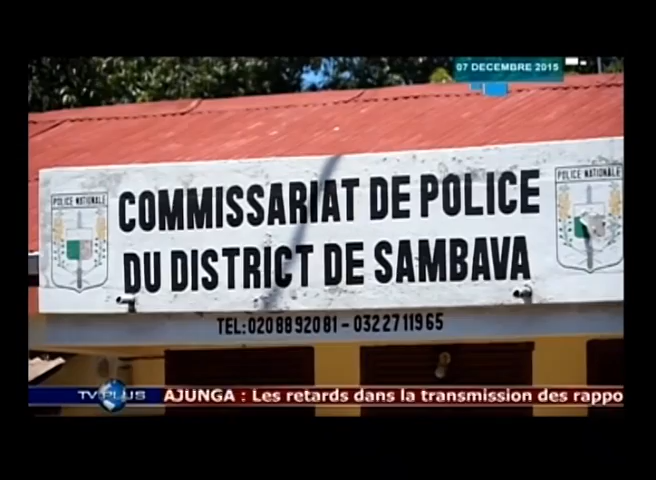 07 DECEMBRE 2015
POLICE NATIONALE
POLICE NATIONALE
COMMISSARIAT DE POLICE
DU DISTRICT DE SAMBAVA
TEL: 020 88 920 81 - 032 27 119 65
TV PLUS
AJUNGA : Les retards dans la transmission des rappo